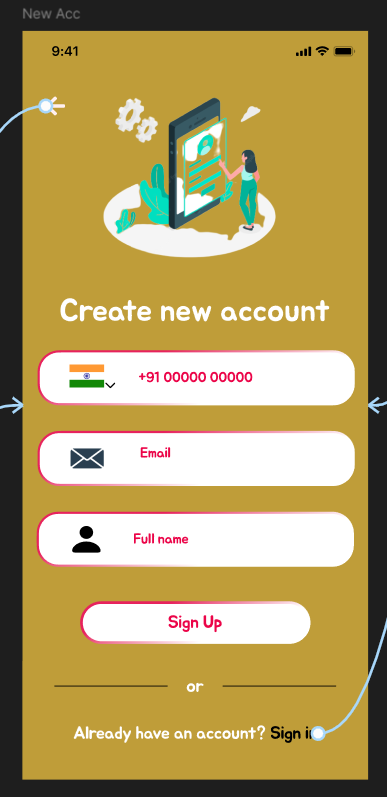 New Acc
9:41
Create new account
+91 00000 00000
Email
Full name
Sign Up
or
Already have an account? Sign in